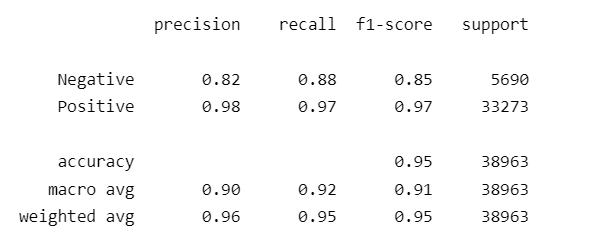 precision recall f1-score support
Negative 0.82 0.88 0.85 5690
Positive 0.98 0.97 0.97 33273
accuracy 0.95 38963
macro avg 0.90 0.92 0.91 38963
weighted avg 0.96 0.95 0.95 38963